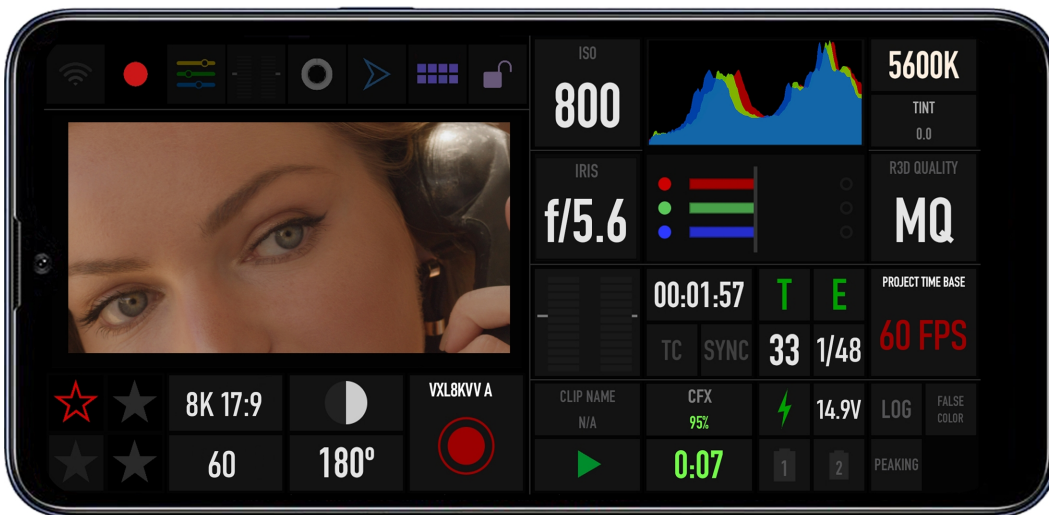 ISO
800
5600K
TINT
0.0
IRIS
f/5.6
R3D QUALITY
MQ
00:01:57
T
E
PROJECT TIME BASE
60 FPS
TC
SYNC
33
1/48
8K 17:9
VXL8KVV A
CLIP NAME
N/A
CFX
95%
14.9V
LOG
FALSE
COLOR
60
180º
0:07
1
2
PEAKING